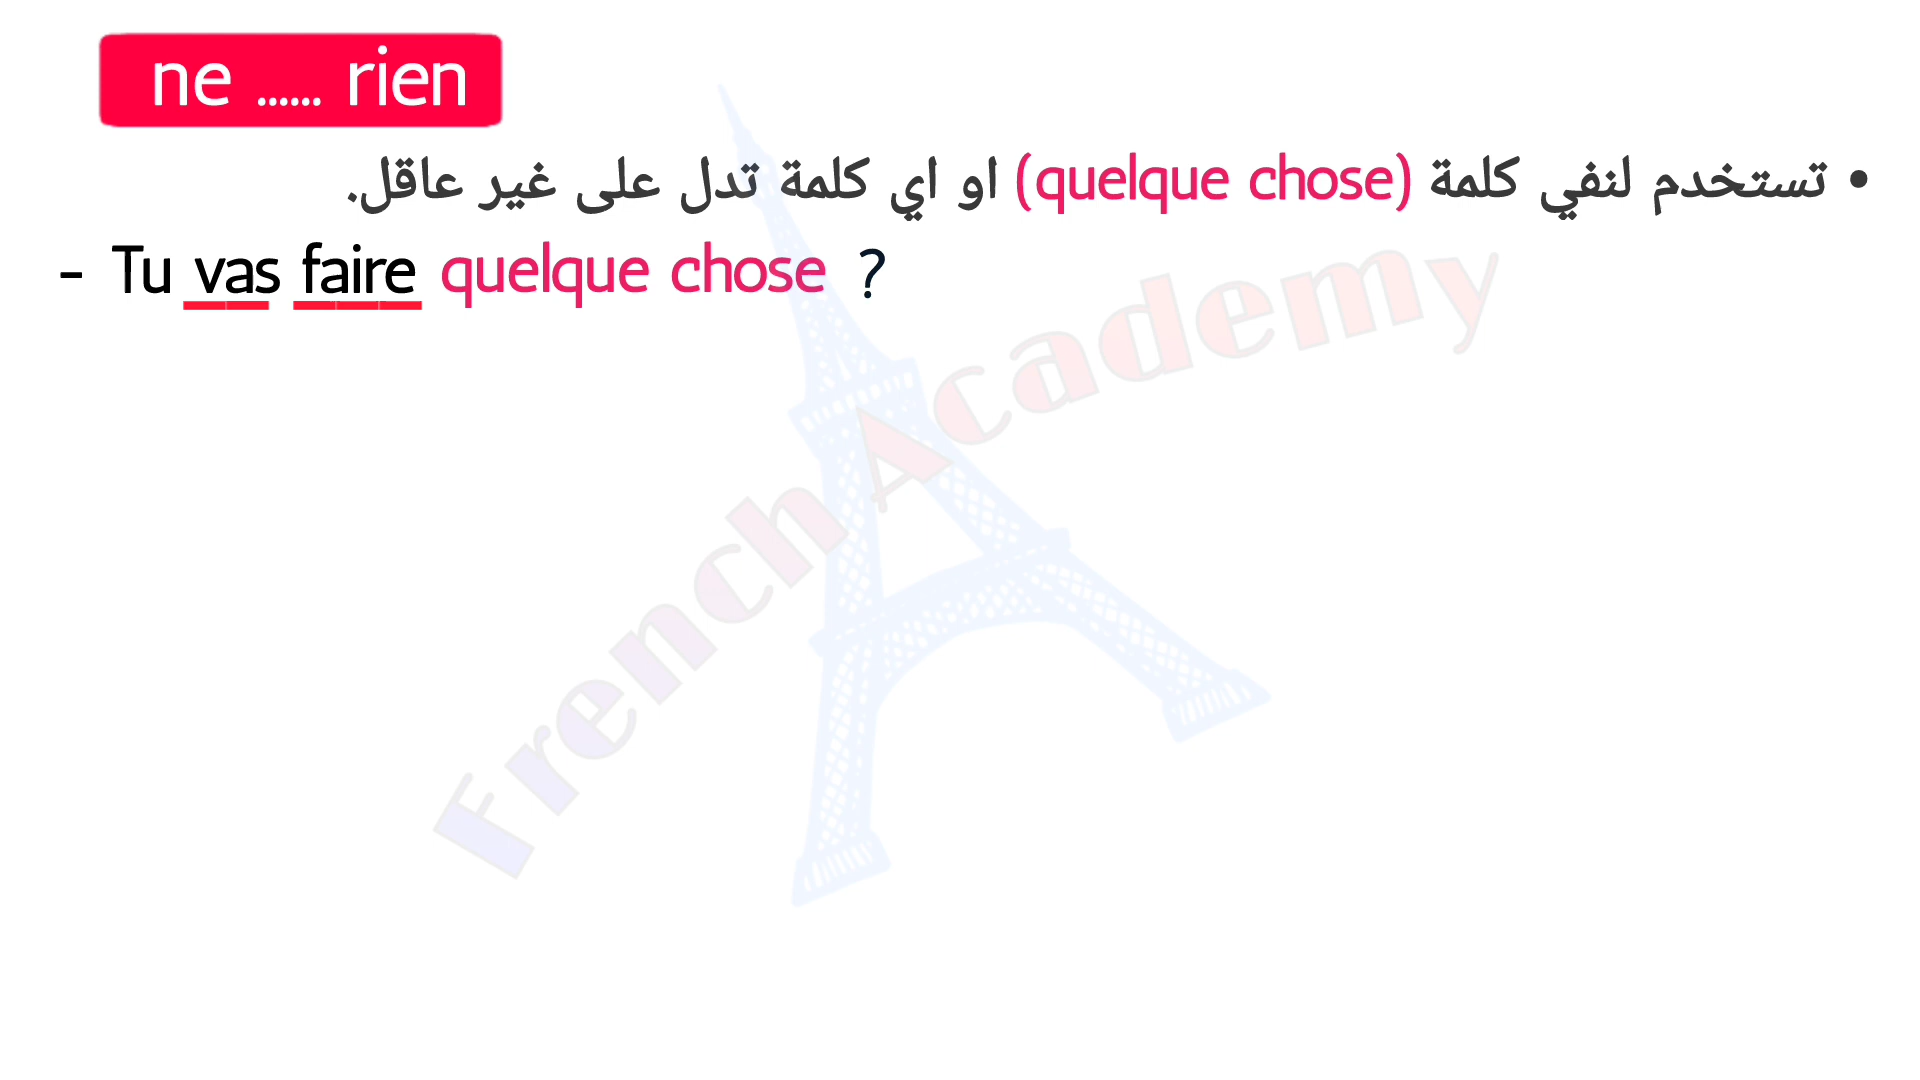 ne ...... rien
• تستخدم لنفي كلمة (quelque chose) او اي كلمة تدل على غير عاقل.
- Tu vas faire quelque chose ?
French Academy